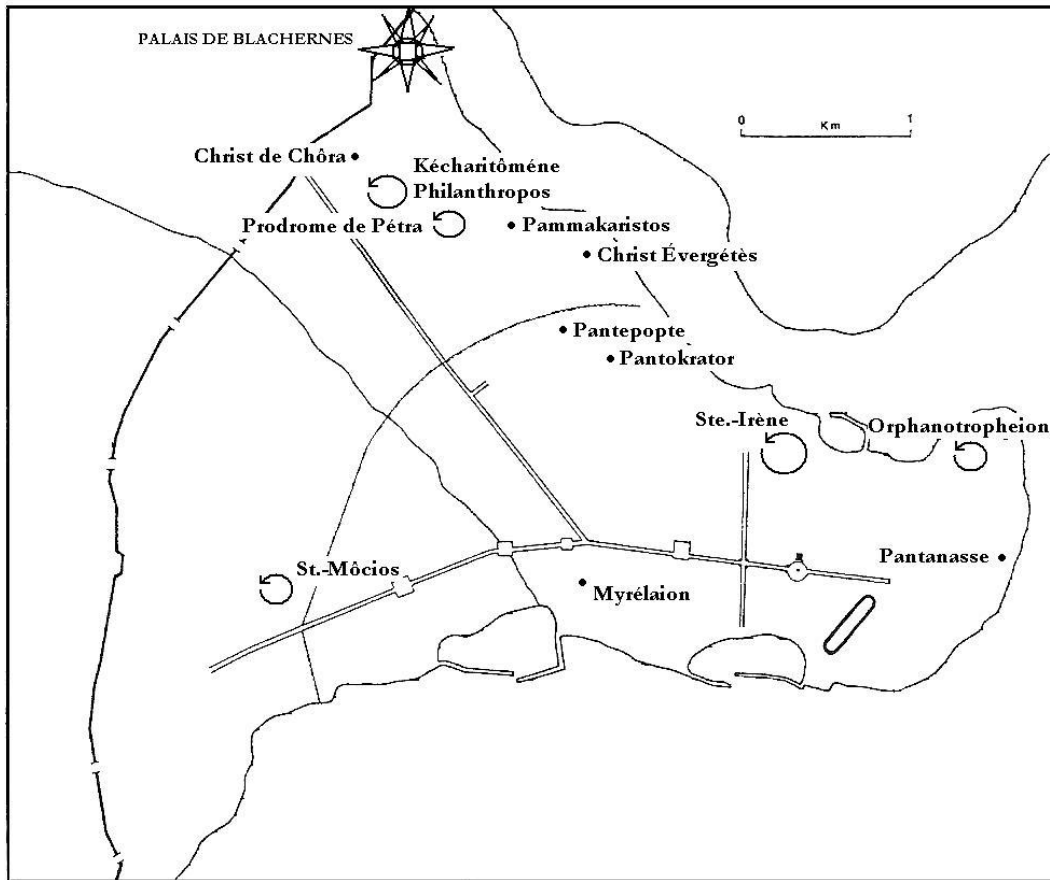 PALAIS DE BLACHERNES
0 1
Km
Christ de Chôra
Kécharitôméne
Philanthropos
Prodrome de Pétra
Pammakaristos
Christ Évergétès
Pantepopte
Pantokrator
Ste.-Irène
Orphanotropheion
St.-Môcios
Pantanasse
Myrélaion